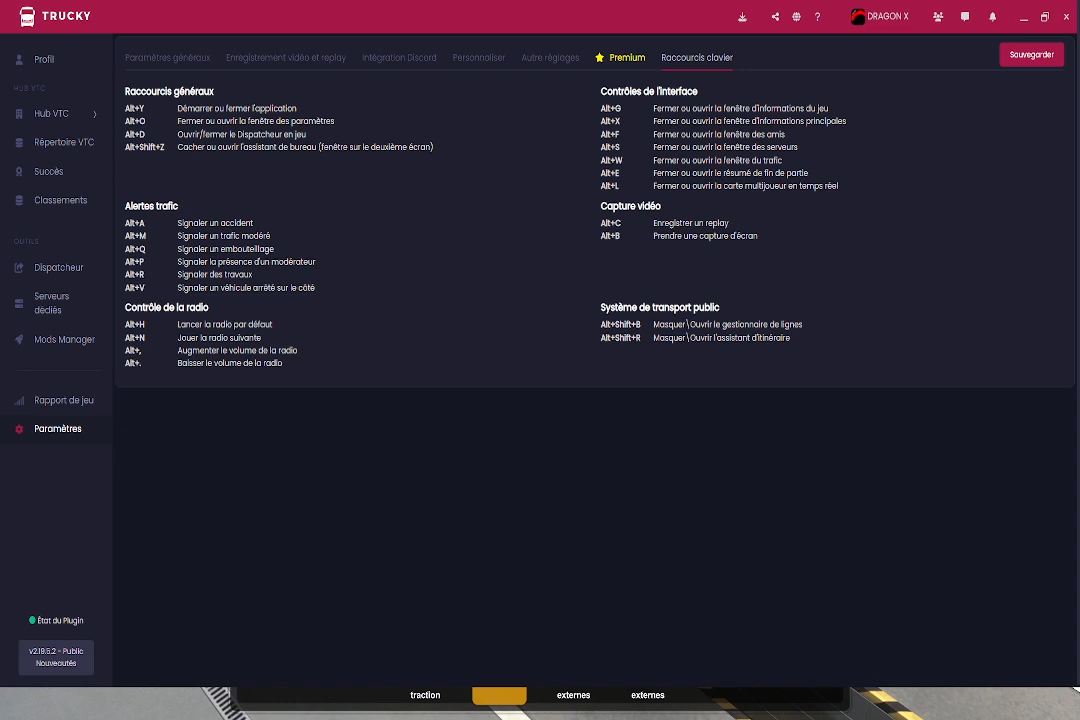 TRUCKY
DRAGON X
Profil
HUB VTC
Hub VTC
Répertoire VTC
Succès
Classements
OUTILS
Dispatcheur
Serveurs
dédiés
Mods Manager
Rapport de jeu
Paramètres
État du Plugin
v2.19.5.2 - Public
Nouveautés
Paramètres généraux
Enregistrement vidéo et replay
Intégration Discord
Personnaliser
Autre réglages
Premium
Raccourcis clavier
Sauvegarder
Raccourcis généraux
Alt+Y Démarrer ou fermer l'application
Alt+O Fermer ou ouvrir la fenêtre des paramètres
Alt+D Ouvrir/fermer le Dispatcheur en jeu
Alt+Shift+Z Cacher ou ouvrir l'assistant de bureau (fenêtre sur le deuxième écran)
Contrôles de l'interface
Alt+G Fermer ou ouvrir la fenêtre d'informations du jeu
Alt+X Fermer ou ouvrir la fenêtre d'informations principales
Alt+F Fermer ou ouvrir la fenêtre des amis
Alt+S Fermer ou ouvrir la fenêtre des serveurs
Alt+W Fermer ou ouvrir la fenêtre du trafic
Alt+E Fermer ou ouvrir le résumé de fin de partie
Alt+L Fermer ou ouvrir la carte multijoueur en temps réel
Alertes trafic
Alt+A Signaler un accident
Alt+M Signaler un trafic modéré
Alt+Q Signaler un embouteillage
Alt+P Signaler la présence d'un modérateur
Alt+R Signaler des travaux
Alt+V Signaler un véhicule arrêté sur le côté
Capture vidéo
Alt+C Enregistrer un replay
Alt+B Prendre une capture d'écran
Contrôle de la radio
Alt+H Lancer la radio par défaut
Alt+N Jouer la radio suivante
Alt+, Augmenter le volume de la radio
Alt+. Baisser le volume de la radio
Système de transport public
Alt+Shift+B Masquer\Ouvrir le gestionnaire de lignes
Alt+Shift+R Masquer\Ouvrir l'assistant d'itinéraire
traction
externes
externes